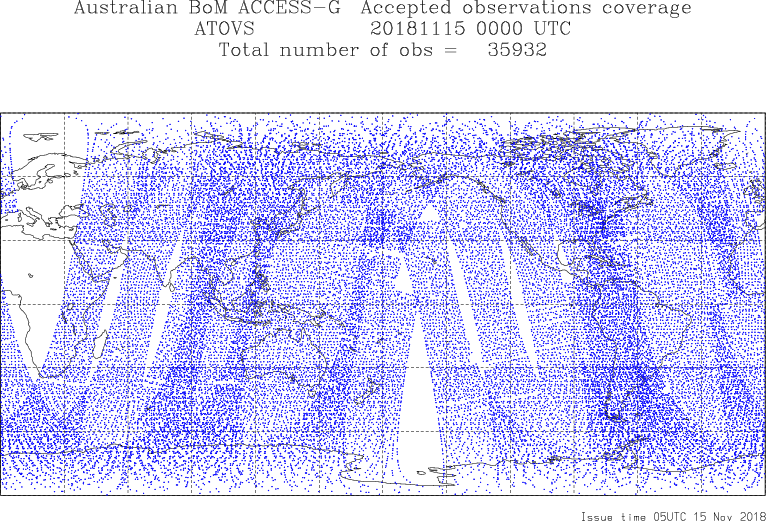 Australian BoM ACCESS-G Accepted observations coverage
ATOVS 20181115 0000 UTC
Total number of obs = 35932
Issue time 05UTC 15 Nov 2018